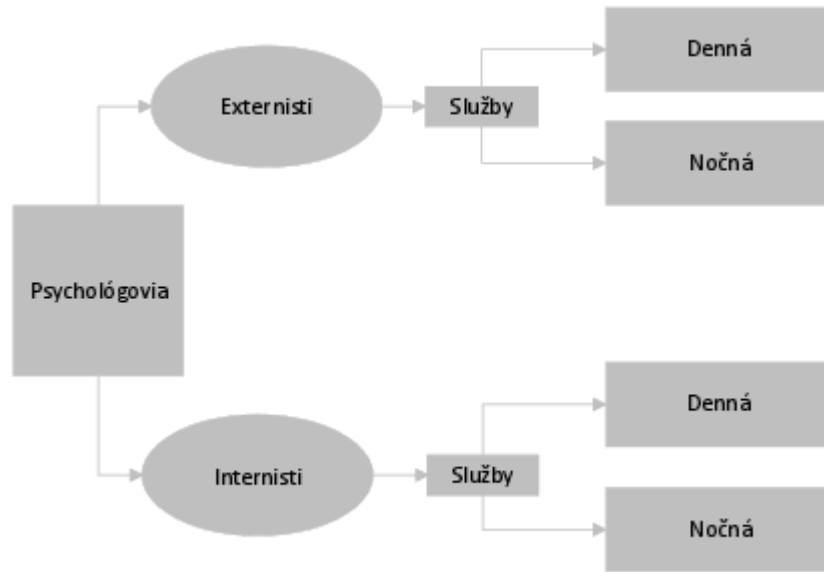 Denná
Externisti
Služby
Nočná
Psychológovia
Denná
Internisti
Služby
Nočná